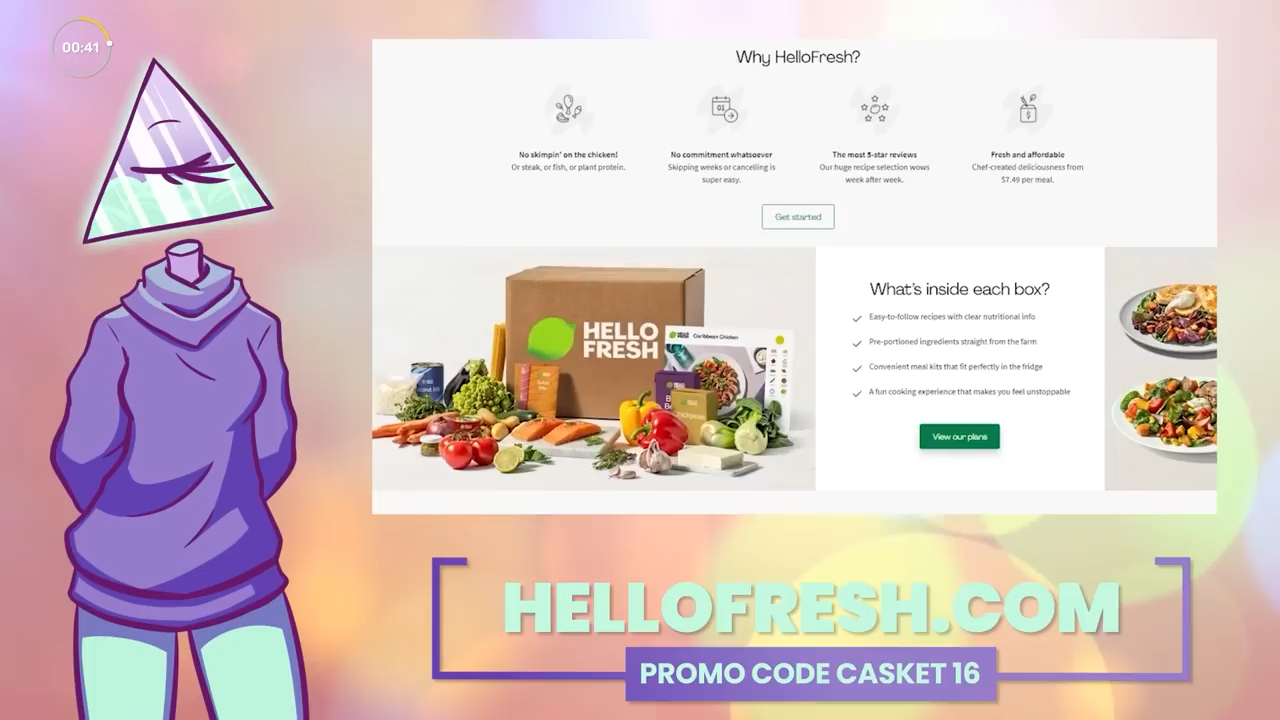 00:41
Why HelloFresh?
No skimpin' on the chicken!
Or steak, or fish, or plant protein.
No commitment whatsoever
Skipping weeks or cancelling is
super easy.
The most 5-star reviews
Our huge recipe selection wows
week after week.
Fresh and affordable
Chef-created deliciousness from
$7.49 per meal.
Get started
HELLO
FRESH
Caribbean Chicken
What's inside each box?
Easy-to-follow recipes with clear nutritional info
Pre-portioned ingredients straight from the farm
Convenient meal kits that fit perfectly in the fridge
A fun cooking experience that makes you feel unstoppable
View our plans
HELLOFRESH.COM
PROMO CODE CASKET 16